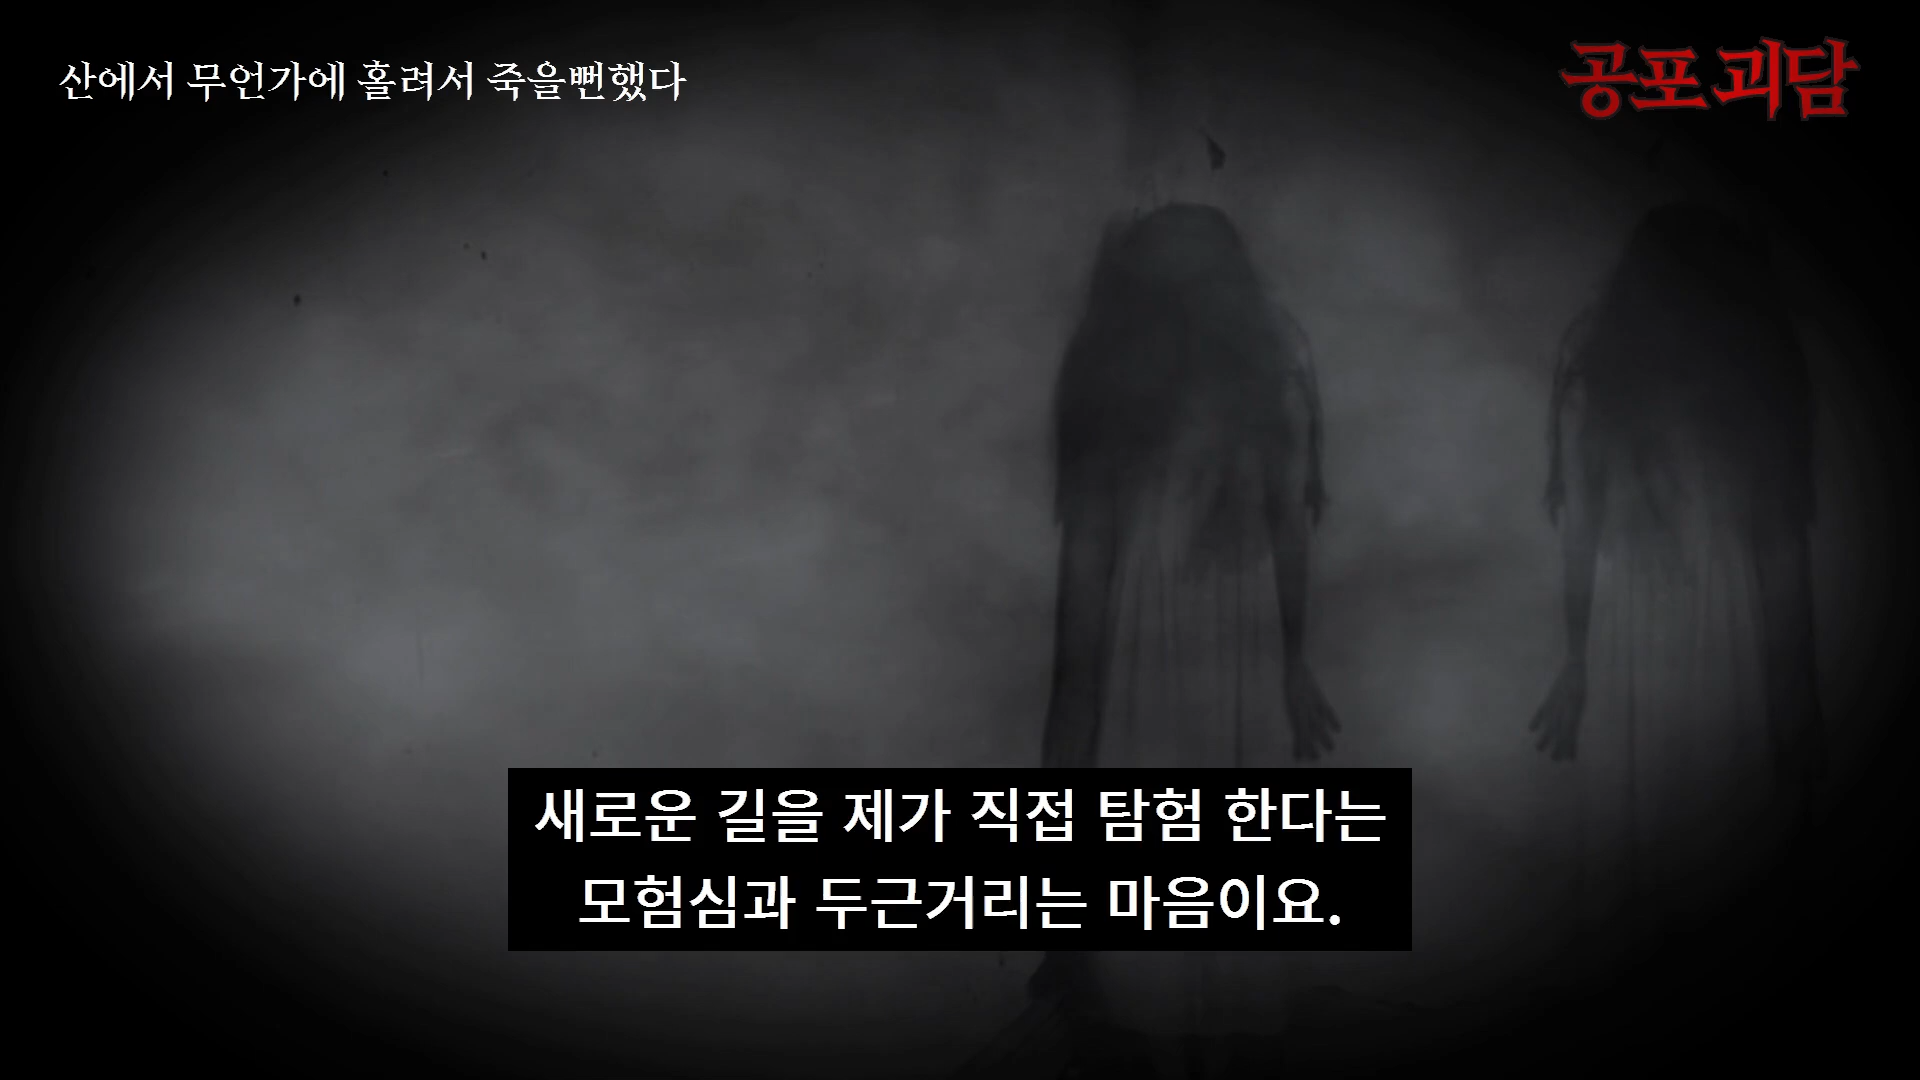 산에서 무언가에 홀려서 죽을뻔했다
공포괴담
새로운 길을 제가 직접 탐험 한다는
모험심과 두근거리는 마음이요.